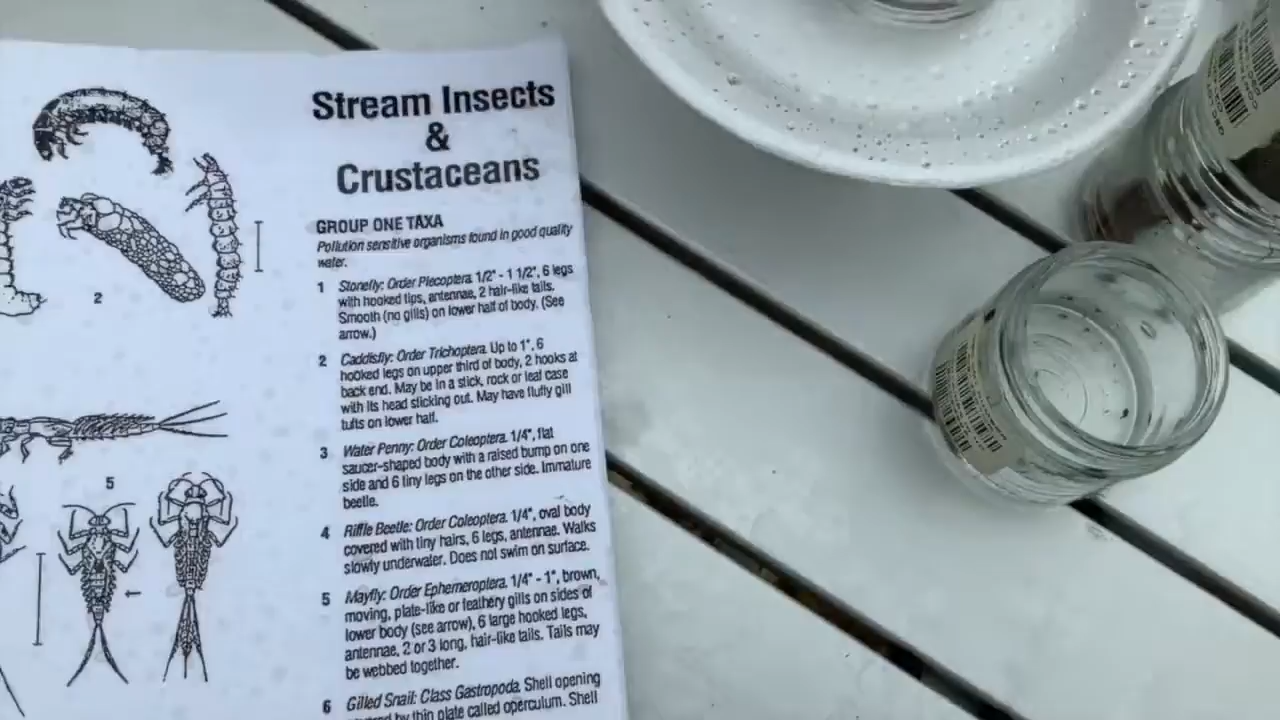 Stream Insects
&
Crustaceans
GROUP ONE TAXA
Pollution sensitive organisms found in good quality
water.
1 Stonefly: Order Plecoptera. 1/2" - 1 1/2", 6 legs
with hooked tips, antennae, 2 hair-like tails.
Smooth (no gills) on lower half of body. (See
arrow.)
2 Caddisfly: Order Trichoptera. Up to 1", 6
hooked legs on upper third of body, 2 hooks at
back end. May be in a stick, rock or leaf case
with its head sticking out. May have fluffy gill
tufts on lower half.
3 Water Penny: Order Coleoptera. 1/4", flat
saucer-shaped body with a raised bump on one
side and 6 tiny legs on the other side. Immature
beetle.
4 Riffle Beetle: Order Coleoptera. 1/4", oval body
covered with tiny hairs, 6 legs, antennae. Walks
slowly underwater. Does not swim on surface.
5 Mayfly: Order Ephemeroptera. 1/4" - 1", brown,
moving, plate-like or feathery gills on sides of
lower body (see arrow), 6 large hooked legs,
antennae, 2 or 3 long, hair-like tails. Tails may
be webbed together.
6 Gilled Snail: Class Gastropoda. Shell opening
by thin plate called operculum. Shell
2
5